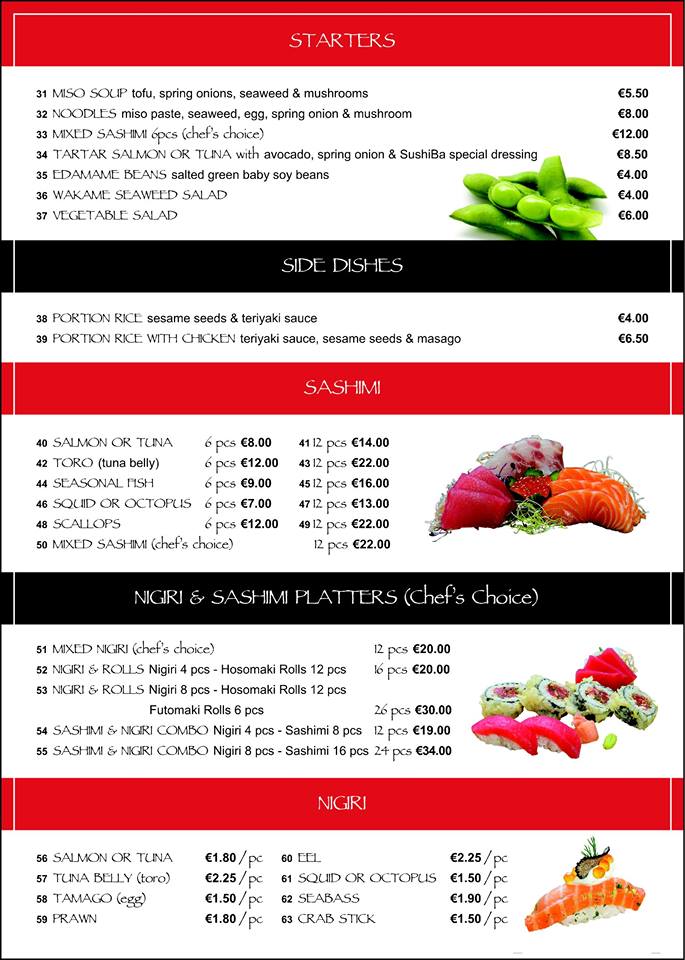 STARTERS
31 MISO SOUP tofu, spring onions, seaweed & mushrooms €5.50
32 NOODLES miso paste, seaweed, egg, spring onion & mushroom €8.00
33 MIXED SASHIMI 6pcs (chef's choice) €12.00
34 TARTAR SALMON OR TUNA with avocado, spring onion & SushiBa special dressing €8.50
35 EDAMAME BEANS salted green baby soy beans €4.00
36 WAKAME SEAWEED SALAD €4.00
37 VEGETABLE SALAD €6.00
SIDE DISHES
38 PORTION RICE sesame seeds & teriyaki sauce €4.00
39 PORTION RICE WITH CHICKEN teriyaki sauce, sesame seeds & masago €6.50
SASHIMI
40 SALMON OR TUNA 6 pcs €8.00 41 12 pcs €14.00
42 TORO (tuna belly) 6 pcs €12.00 43 12 pcs €22.00
44 SEASONAL FISH 6 pcs €9.00 45 12 pcs €16.00
46 SQUID OR OCTOPUS 6 pcs €7.00 47 12 pcs €13.00
48 SCALLOPS 6 pcs €12.00 49 12 pcs €22.00
50 MIXED SASHIMI (chef's choice) 12 pcs €22.00
NIGIRI & SASHIMI PLATTERS (Chef's Choice)
51 MIXED NIGIRI (chef's choice) 12 pcs €20.00
52 NIGIRI & ROLLS Nigiri 4 pcs - Hosomaki Rolls 12 pcs 16 pcs €20.00
53 NIGIRI & ROLLS Nigiri 8 pcs - Hosomaki Rolls 12 pcs
Futomaki Rolls 6 pcs 26 pcs €30.00
54 SASHIMI & NIGIRI COMBO Nigiri 4 pcs - Sashimi 8 pcs 12 pcs €19.00
55 SASHIMI & NIGIRI COMBO Nigiri 8 pcs - Sashimi 16 pcs 24 pcs €34.00
NIGIRI
56 SALMON OR TUNA €1.80 / pc 60 EEL €2.25 / pc
57 TUNA BELLY (toro) €2.25 / pc 61 SQUID OR OCTOPUS €1.50 / pc
58 TAMAGO (egg) €1.50 / pc 62 SEABASS €1.90 / pc
59 PRAWN €1.80 / pc 63 CRAB STICK €1.50 / pc